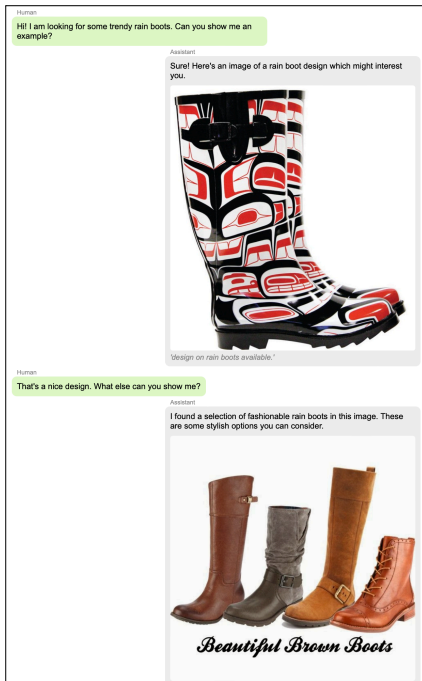 Human
Hi! I am looking for some trendy rain boots. Can you show me an
example?
Assistant
Sure! Here's an image of a rain boot design which might interest
you.
'design on rain boots available.'
Human
That's a nice design. What else can you show me?
Assistant
I found a selection of fashionable rain boots in this image. These
are some stylish options you can consider.
Beautiful Brown Boots